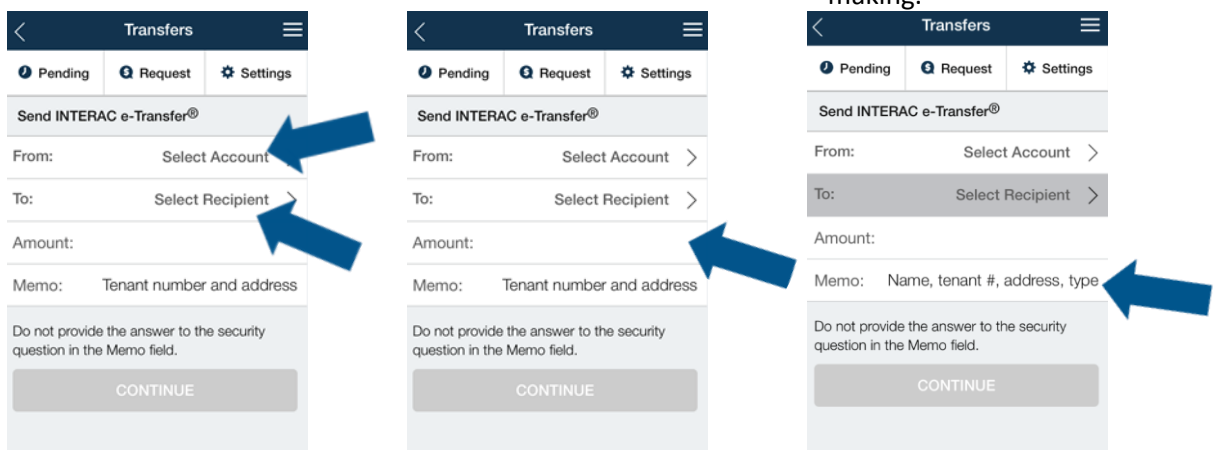 making.
Transfers
Pending Request Settings
Send INTERAC e-Transfer®
From: Select Account
To: Select Recipient
Amount:
Memo: Tenant number and address
Do not provide the answer to the security
question in the Memo field.
CONTINUE
Transfers
Pending Request Settings
Send INTERAC e-Transfer®
From: Select Account
To: Select Recipient
Amount:
Memo: Tenant number and address
Do not provide the answer to the security
question in the Memo field.
CONTINUE
Transfers
Pending Request Settings
Send INTERAC e-Transfer®
From: Select Account
To: Select Recipient
Amount:
Memo: Name, tenant #, address, type
Do not provide the answer to the security
question in the Memo field.
CONTINUE